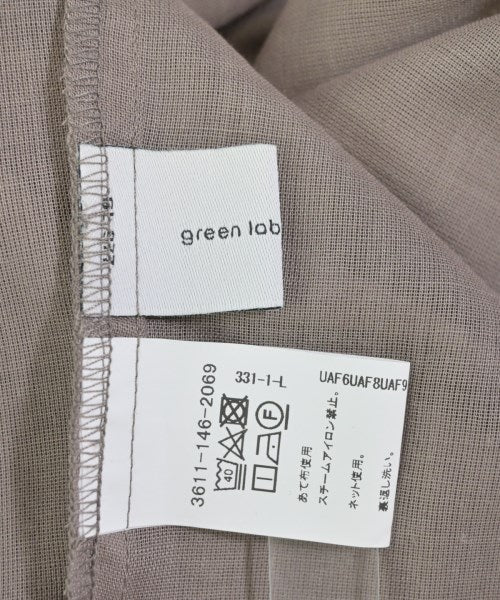 green lab
3611-146-2069
331-1-L
UAF6UAF8UAF9
40
F
あて布使用
スチームアイロン禁止。
ネット使用。
裏返し洗い。